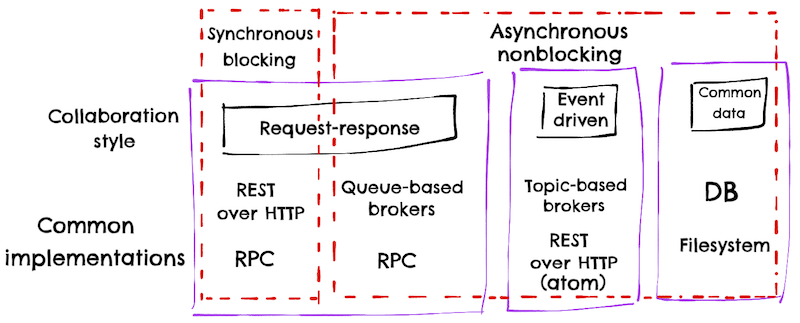 Synchronous
blocking
Asynchronous
nonblocking
Collaboration
style
Request-response
Event
driven
Common
data
Common
implementations
REST
over HTTP
RPC
Queue-based
brokers
RPC
Topic-based
brokers
REST
over HTTP
(atom)
DB
Filesystem